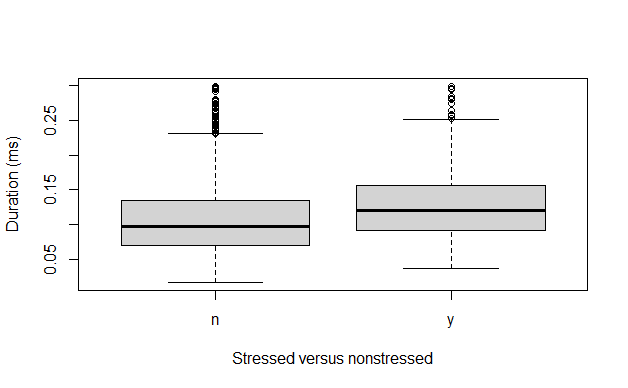 Duration (ms)
0.25
0.15
0.05
n y
Stressed versus nonstressed